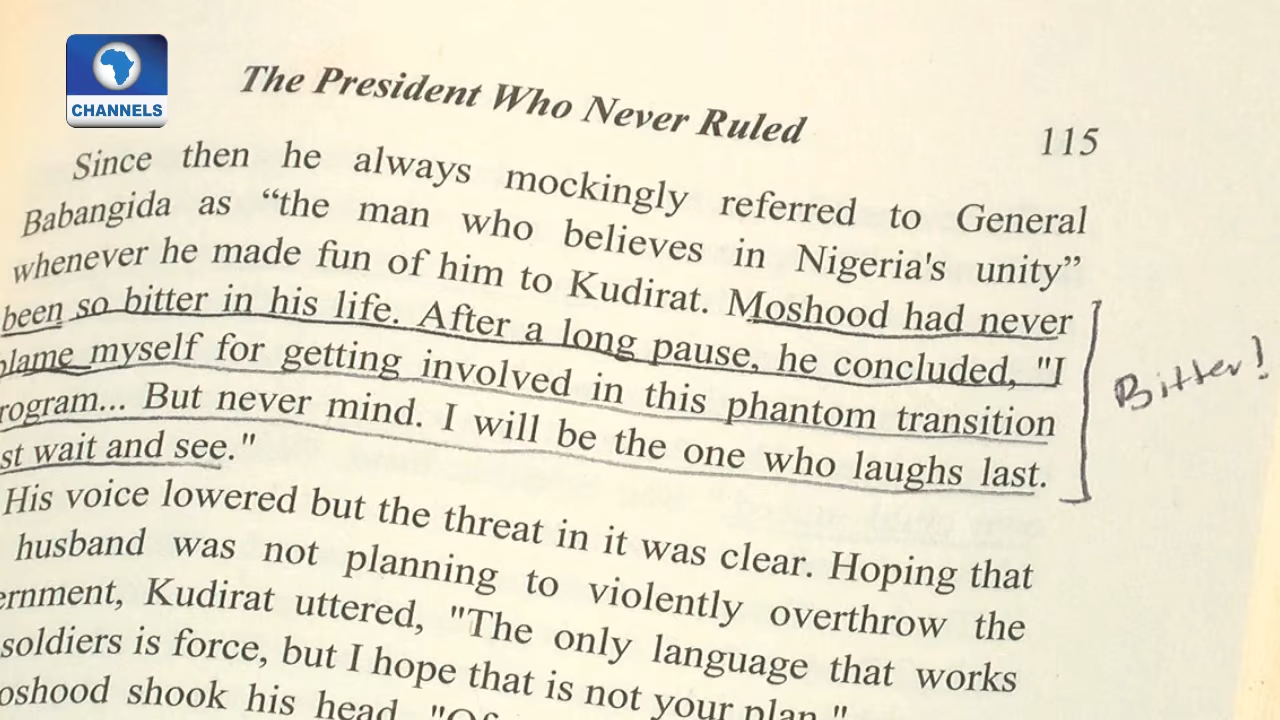 CHANNELS
The President Who Never Ruled 115
Since then he always mockingly referred to General
Babangida as “the man who believes in Nigeria's unity”
whenever he made fun of him to Kudirat. Moshood had never
been so bitter in his life. After a long pause, he concluded, "I
blame myself for getting involved in this phantom transition
rogram... But never mind. I will be the one who laughs last.
st wait and see."
Bitter!
His voice lowered but the threat in it was clear. Hoping that
husband was not planning to violently overthrow the
ernment, Kudirat uttered, "The only language that works
soldiers is force, but I hope that is not your plan."
oshood shook his head. "Of